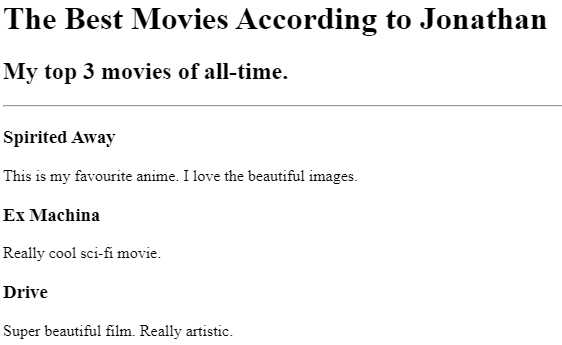 The Best Movies According to Jonathan
My top 3 movies of all-time.
Spirited Away
This is my favourite anime. I love the beautiful images.
Ex Machina
Really cool sci-fi movie.
Drive
Super beautiful film. Really artistic.